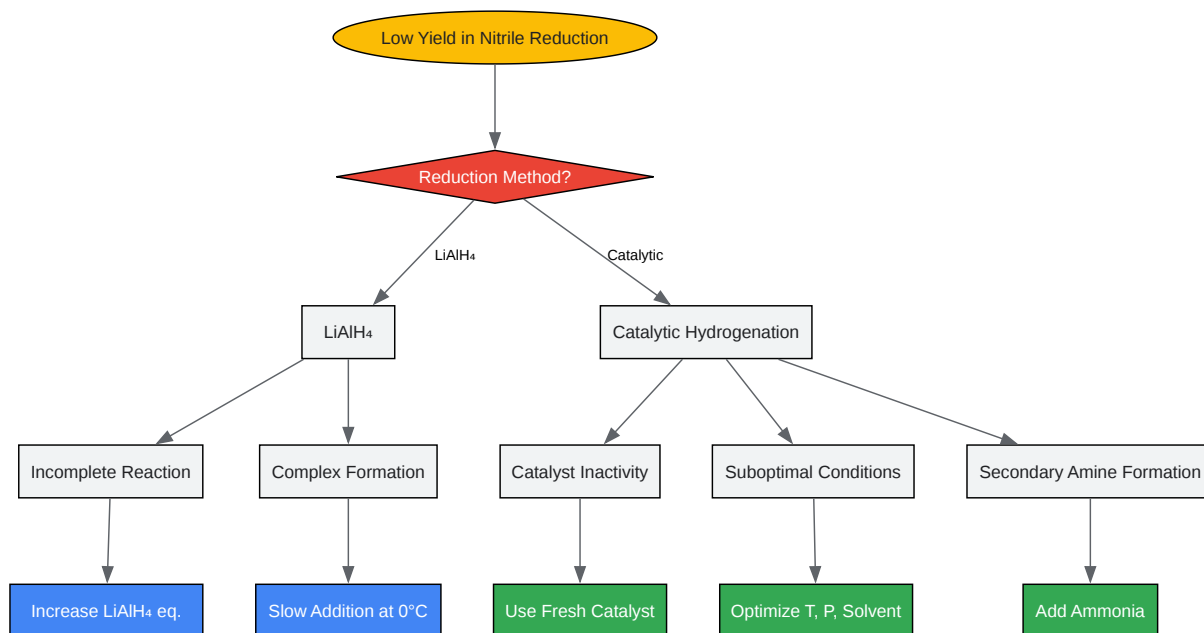 Low Yield in Nitrile Reduction
Reduction Method?
LiAlH₄
Catalytic
LiAlH₄
Catalytic Hydrogenation
Incomplete Reaction
Complex Formation
Catalyst Inactivity
Suboptimal Conditions
Secondary Amine Formation
Increase LiAlH₄ eq.
Slow Addition at 0°C
Use Fresh Catalyst
Optimize T, P, Solvent
Add Ammonia